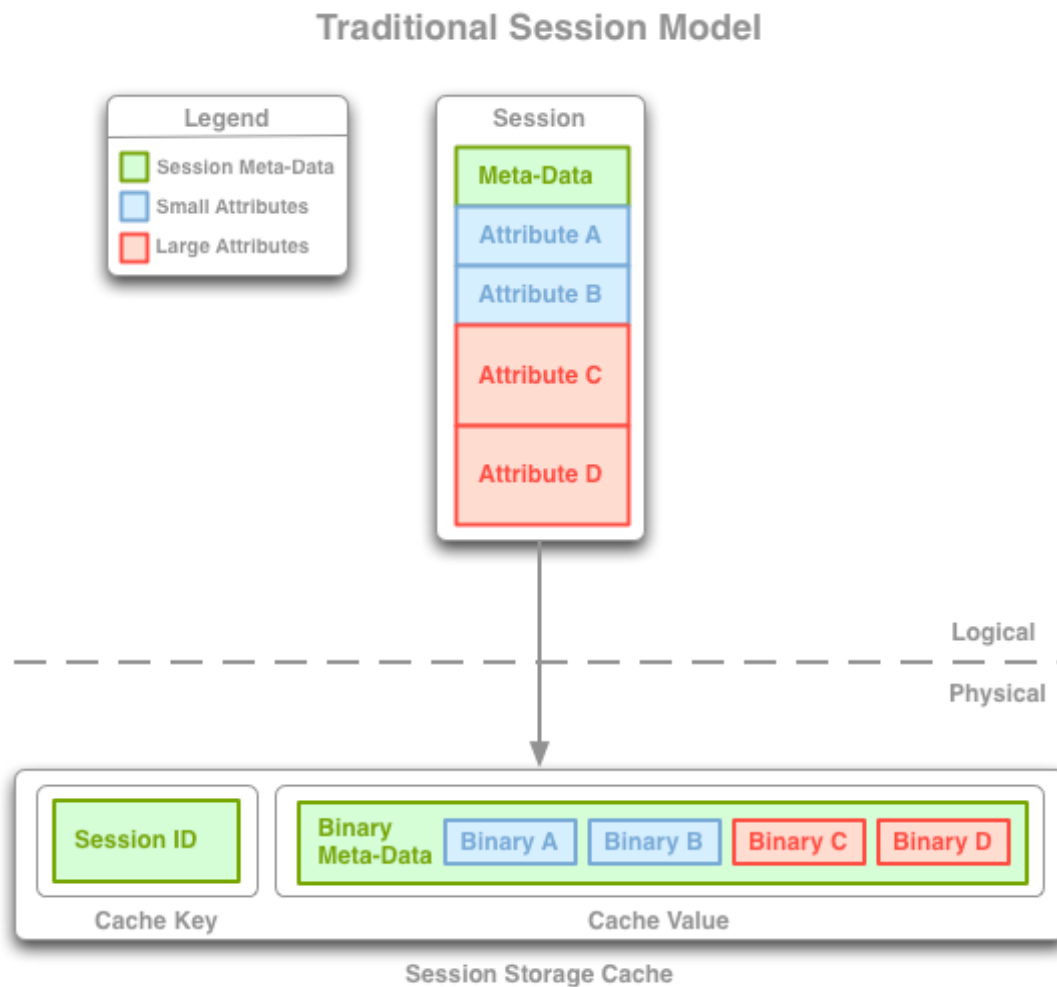 Traditional Session Model
Legend
Session Meta-Data
Small Attributes
Large Attributes
Session
Meta-Data
Attribute A
Attribute B
Attribute C
Attribute D
Logical
Physical
Session ID
Binary
Meta-Data
Binary A
Binary B
Binary C
Binary D
Cache Key
Cache Value
Session Storage Cache